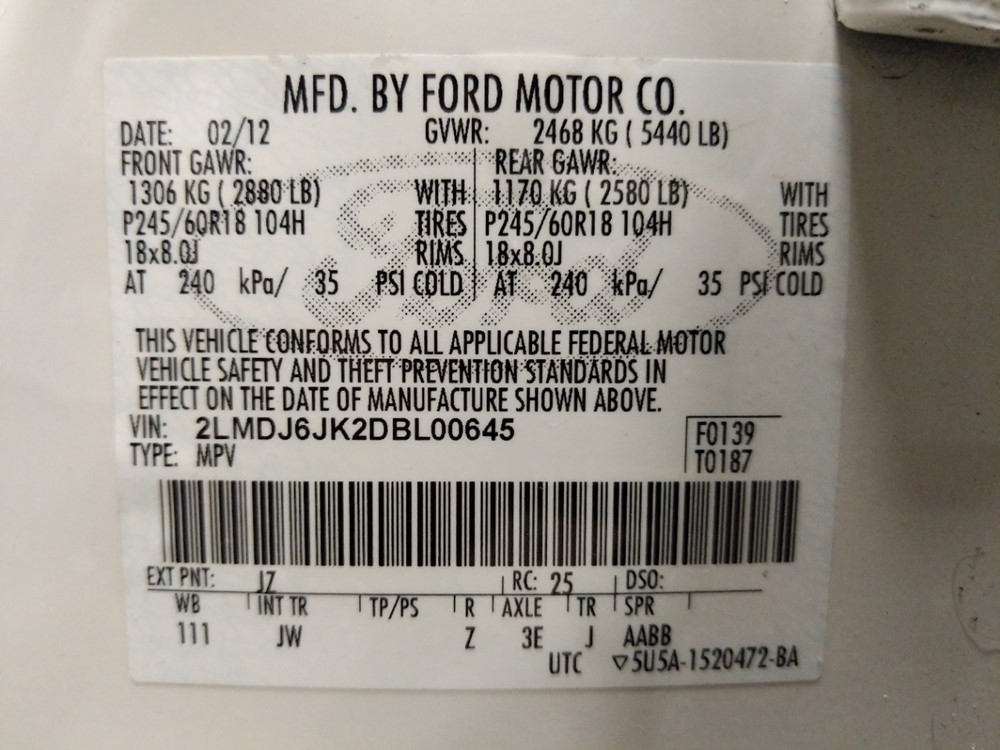 MFD. BY FORD MOTOR CO.
DATE: 02/12 GVWR: 2468 KG ( 5440 LB)
FRONT GAWR: REAR GAWR:
1306 KG ( 2880 LB) WITH 1170 KG ( 2580 LB) WITH
P245/60R18 104H TIRES P245/60R18 104H TIRES
18x8.0J RIMS 18x8.0J RIMS
AT 240 kPa/ 35 PSI COLD AT 240 kPa/ 35 PSI COLD
Ford
THIS VEHICLE CONFORMS TO ALL APPLICABLE FEDERAL MOTOR
VEHICLE SAFETY AND THEFT PREVENTION STANDARDS IN
EFFECT ON THE DATE OF MANUFACTURE SHOWN ABOVE.
VIN: 2LMDJ6JK2DBL00645 F0139
TYPE: MPV T0187
EXT PNT: JZ RC: 25 DSO:
WB INT TR TP/PS R AXLE TR SPR
111 JW Z 3E J AABB
UTC ▽5U5A-1520472-BA